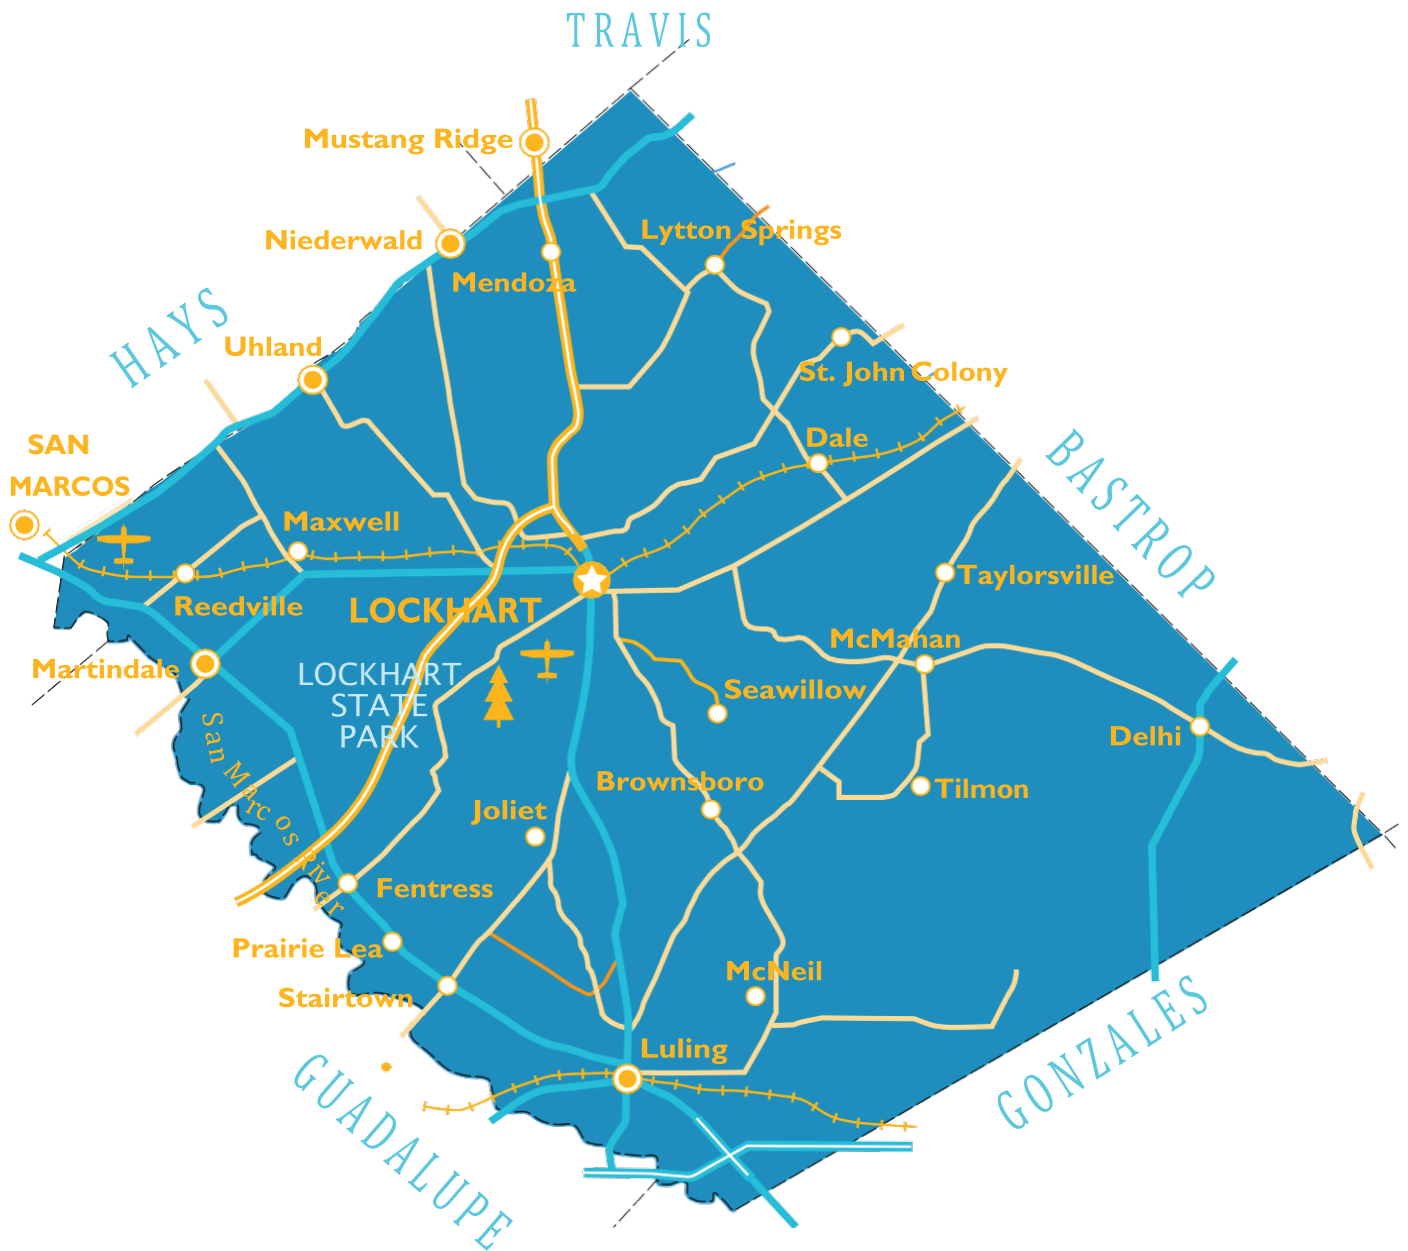 TRAVIS
Mustang Ridge
Lytton Springs
Niederwald
Mendoza
HAYS
Uhland
St. John Colony
SAN
MARCOS
Dale
BASTROP
Maxwell
Taylorsville
Reedville
LOCKHART
McMahan
Martindale
LOCKHART
STATE
PARK
Seawillow
San Marcos River
Delhi
Brownsboro
Tilmon
Joliet
Fentress
Prairie Lea
McNeil
Stairtown
Luling
GONZALES
GUADALUPE